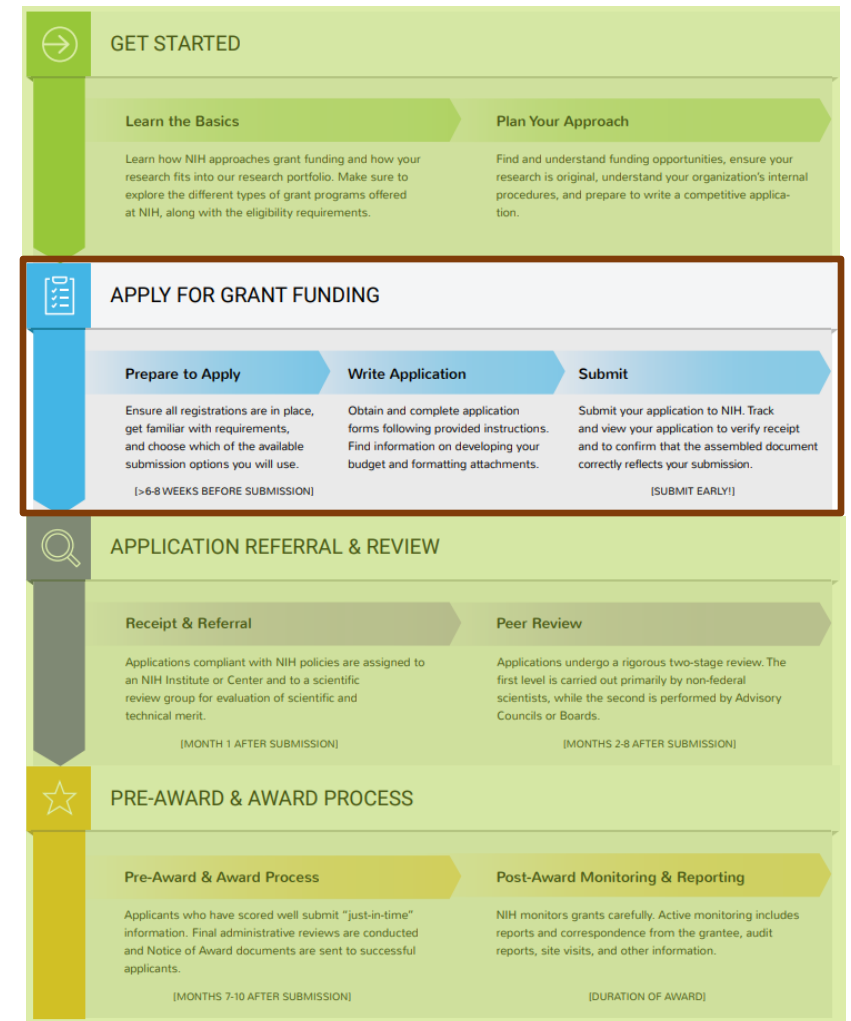 GET STARTED
Learn the Basics
Learn how NIH approaches grant funding and how your
research fits into our research portfolio. Make sure to
explore the different types of grant programs offered
at NIH, along with the eligibility requirements.
Plan Your Approach
Find and understand funding opportunities, ensure your
research is original, understand your organization's internal
procedures, and prepare to write a competitive applica-
tion.
APPLY FOR GRANT FUNDING
Prepare to Apply
Ensure all registrations are in place,
get familiar with requirements,
and choose which of the available
submission options you will use.
[>6-8 WEEKS BEFORE SUBMISSION]
Write Application
Obtain and complete application
forms following provided instructions.
Find information on developing your
budget and formatting attachments.
Submit
Submit your application to NIH. Track
and view your application to verify receipt
and to confirm that the assembled document
correctly reflects your submission.
[SUBMIT EARLY!]
APPLICATION REFERRAL & REVIEW
Receipt & Referral
Applications compliant with NIH policies are assigned to
an NIH Institute or Center and to a scientific
review group for evaluation of scientific and
technical merit.
[MONTH 1 AFTER SUBMISSION]
Peer Review
Applications undergo a rigorous two-stage review. The
first level is carried out primarily by non-federal
scientists, while the second is performed by Advisory
Councils or Boards.
[MONTHS 2-8 AFTER SUBMISSION]
PRE-AWARD & AWARD PROCESS
Pre-Award & Award Process
Applicants who have scored well submit "just-in-time"
information. Final administrative reviews are conducted
and Notice of Award documents are sent to successful
applicants.
[MONTHS 7-10 AFTER SUBMISSION]
Post-Award Monitoring & Reporting
NIH monitors grants carefully. Active monitoring includes
reports and correspondence from the grantee, audit
reports, site visits, and other information.
[DURATION OF AWARD]